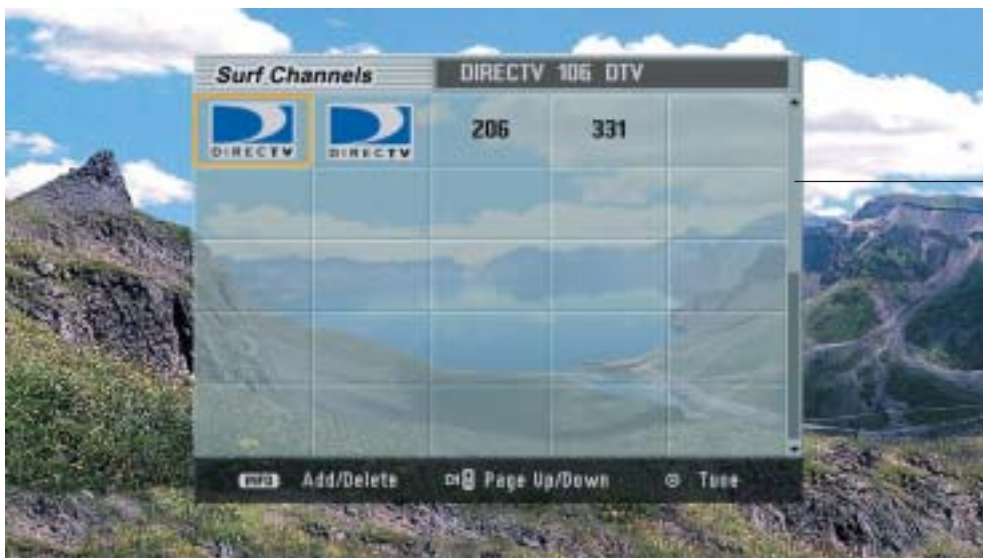 Surf Channels
DIRECTV 106 DTV
DIRECTV DIRECTV 206 331
INFO Add/Delete CH Page Up/Down Tune